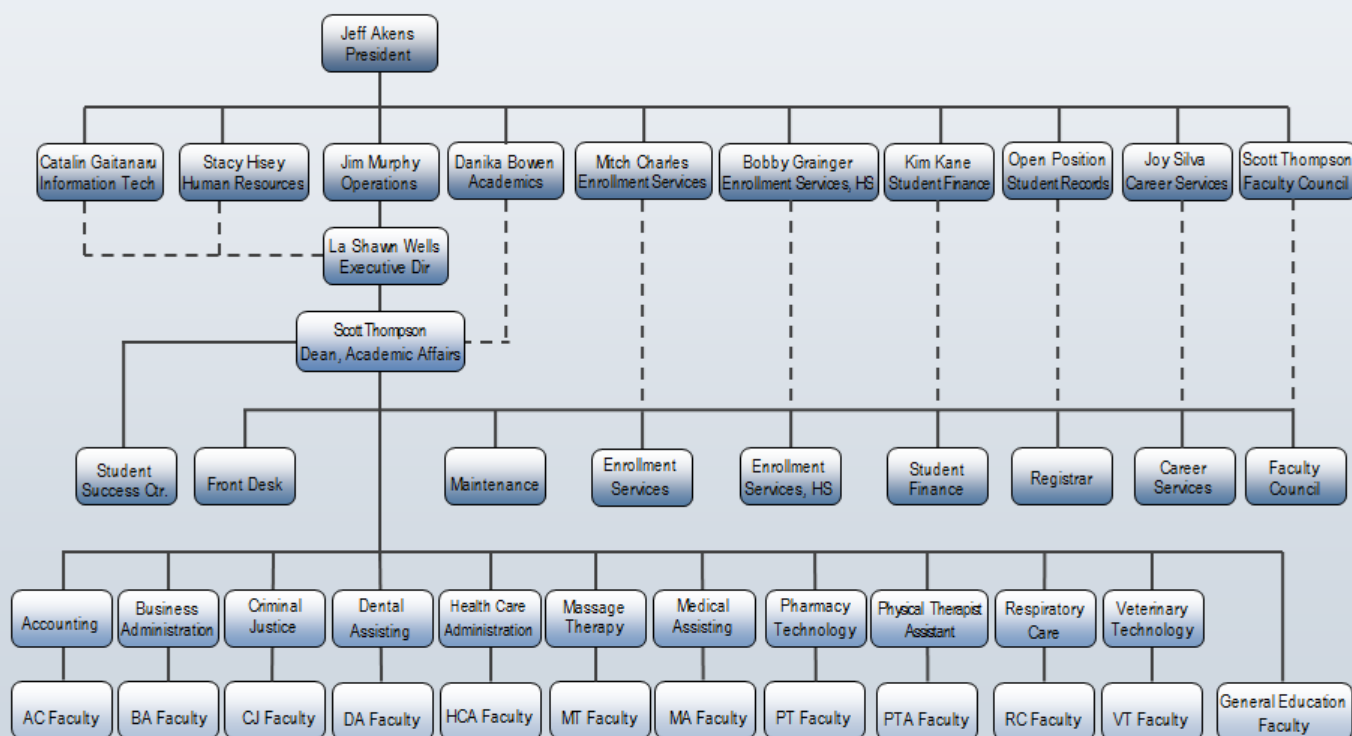 Jeff Akens
President
Catalin Gaitanaru
Information Tech
Stacy Hisey
Human Resources
Jim Murphy
Operations
Danika Bowen
Academics
Mitch Charles
Enrollment Services
Bobby Grainger
Enrollment Services, HS
Kim Kane
Student Finance
Open Position
Student Records
Joy Silva
Career Services
Scott Thompson
Faculty Council
La Shawn Wells
Executive Dir
Scott Thompson
Dean, Academic Affairs
Student
Success Ctr.
Front Desk
Maintenance
Enrollment
Services
Enrollment
Services, HS
Student
Finance
Registrar
Career
Services
Faculty
Council
Accounting
Business
Administration
Criminal
Justice
Dental
Assisting
Health Care
Administration
Massage
Therapy
Medical
Assisting
Pharmacy
Technology
Physical Therapist
Assistant
Respiratory
Care
Veterinary
Technology
AC Faculty
BA Faculty
CJ Faculty
DA Faculty
HCA Faculty
MT Faculty
MA Faculty
PT Faculty
PTA Faculty
RC Faculty
VT Faculty
General Education
Faculty